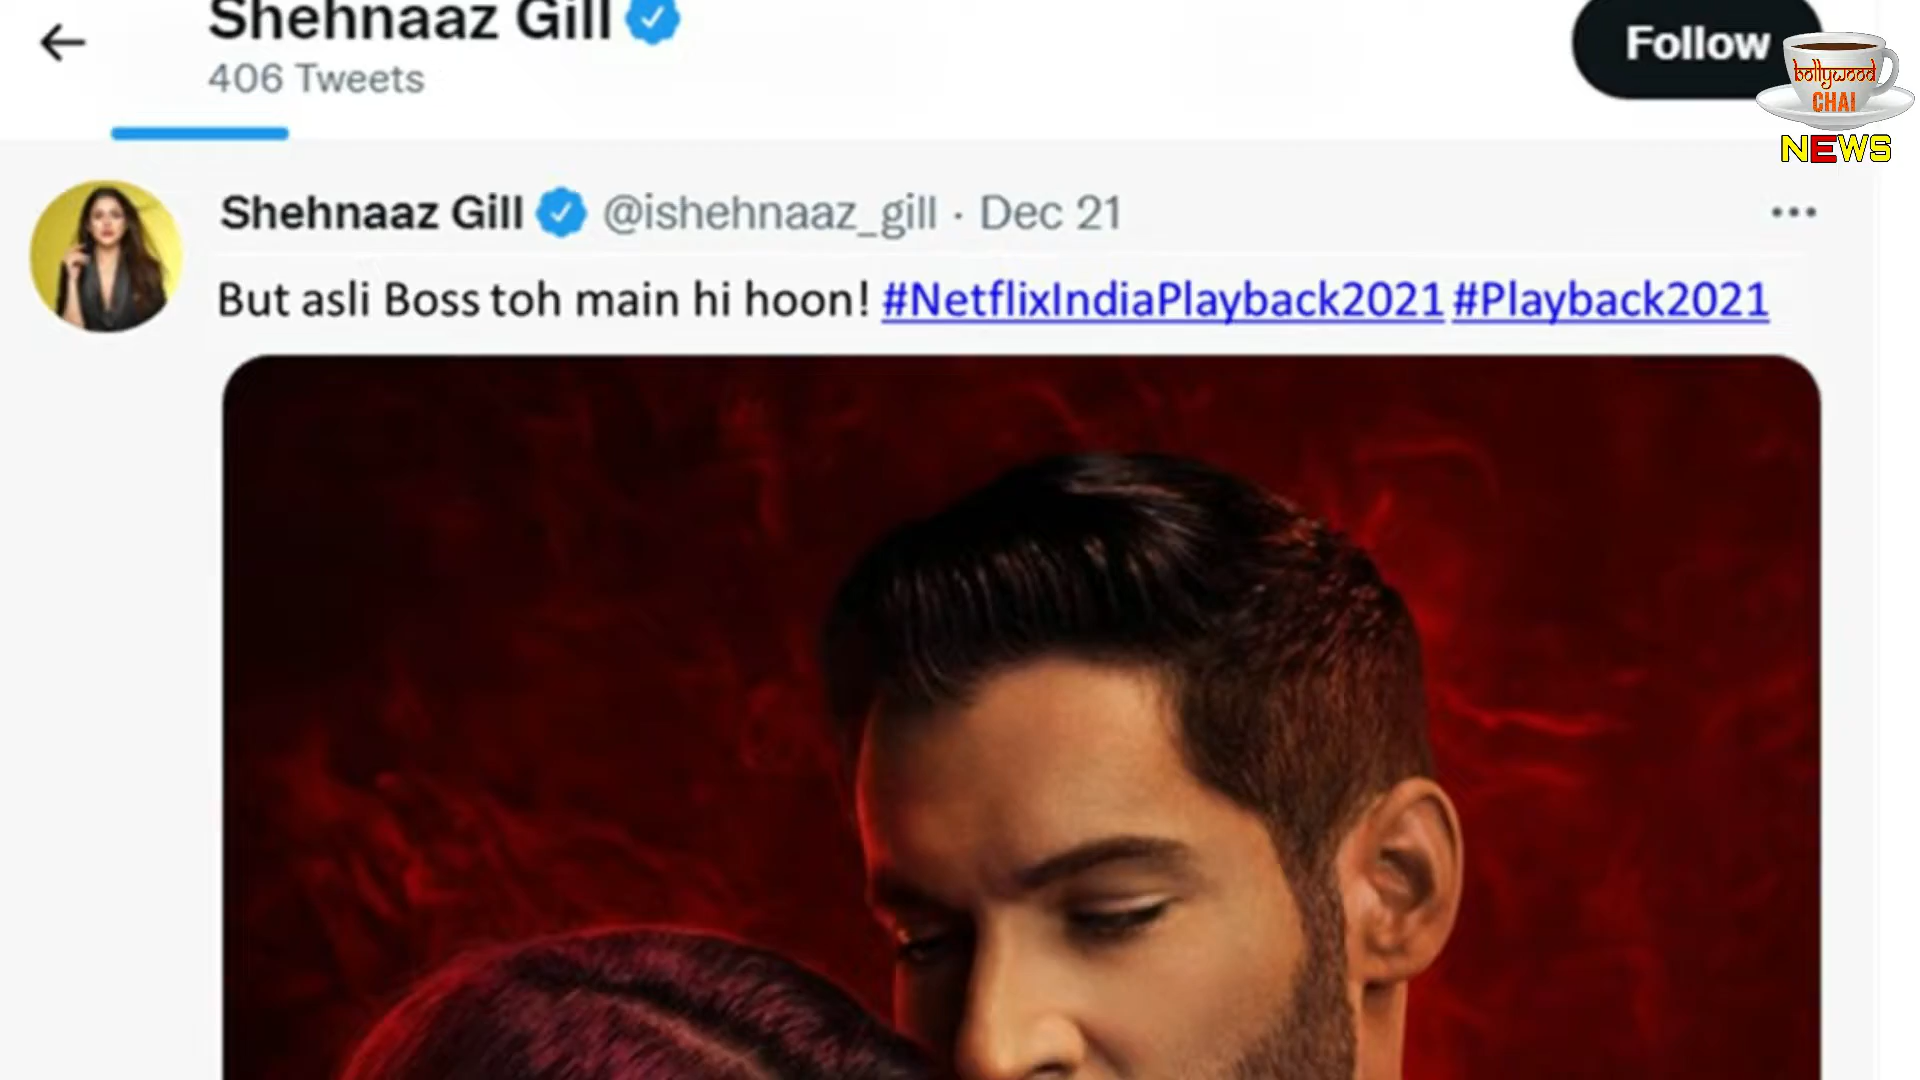 Shehnaaz Gill
406 Tweets
Follow
bollywood
CHAI
NEWS
Shehnaaz Gill @ishehnaaz_gill · Dec 21
But asli Boss toh main hi hoon! #NetflixIndiaPlayback2021 #Playback2021